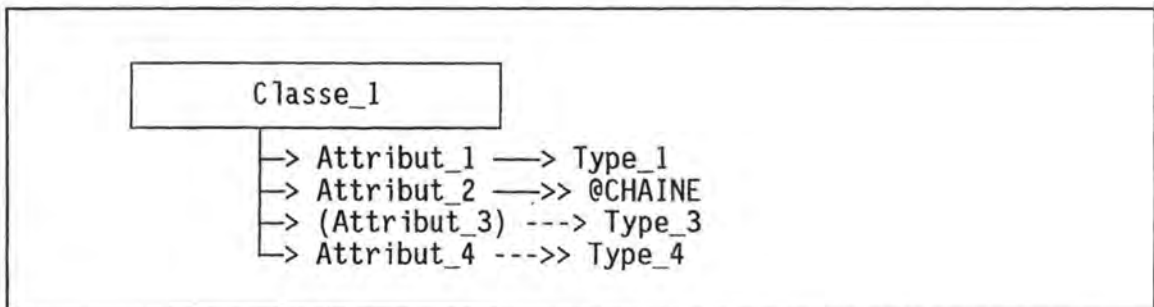 Classe_1
Attribut_1 ——> Type_1
Attribut_2 ——>> @CHAINE
(Attribut_3) ---> Type_3
Attribut_4 --->> Type_4